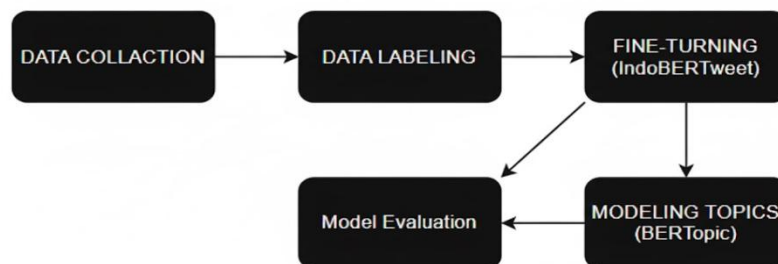 DATA COLLACTION
DATA LABELING
FINE-TURNING
(IndoBERTweet)
Model Evaluation
MODELING TOPICS
(BERTopic)